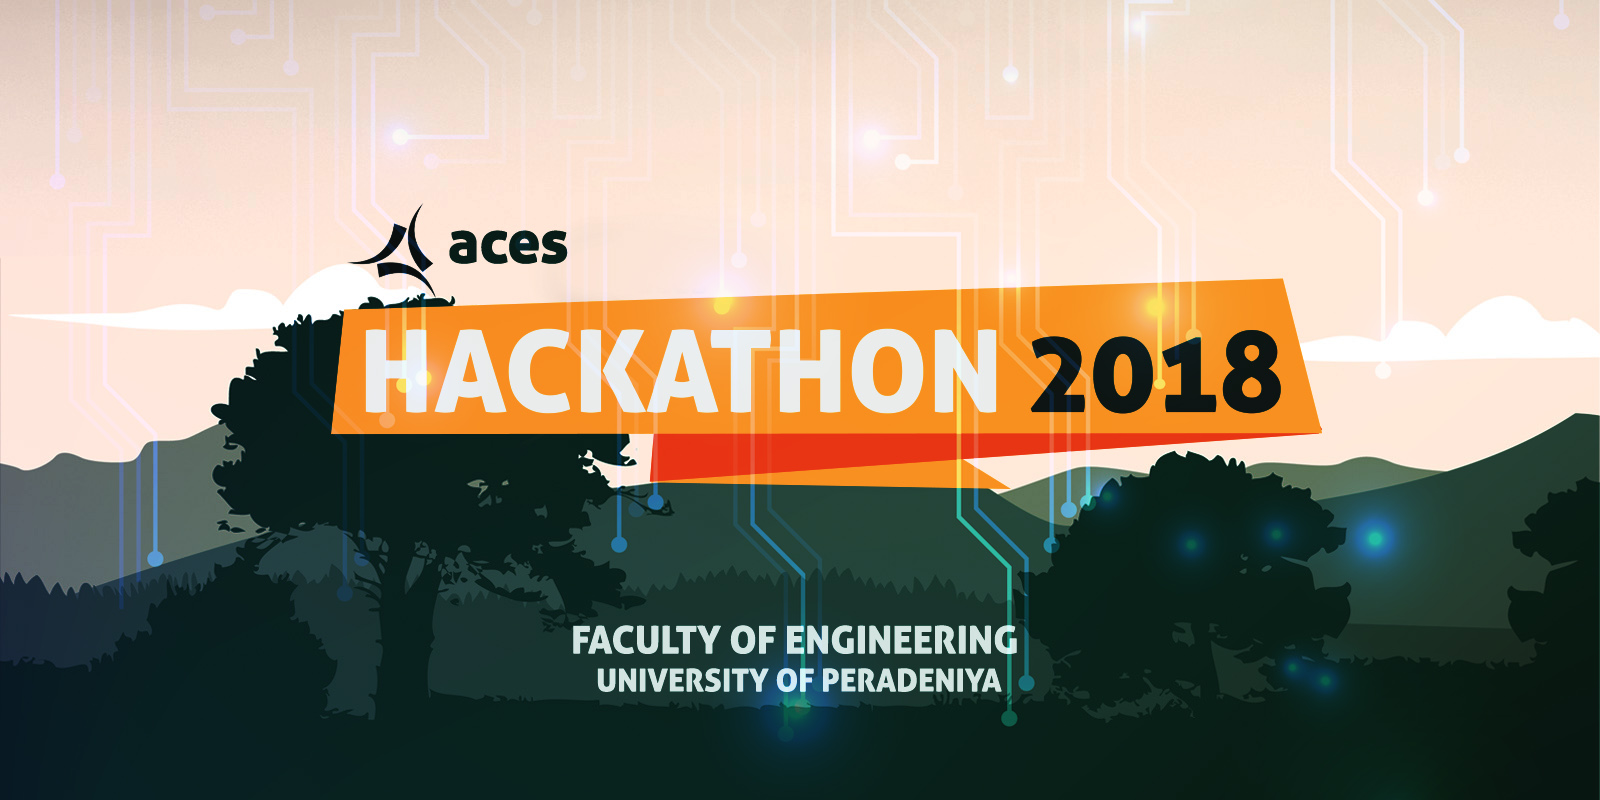 aces
HACKATHON 2018
FACULTY OF ENGINEERING
UNIVERSITY OF PERADENIYA